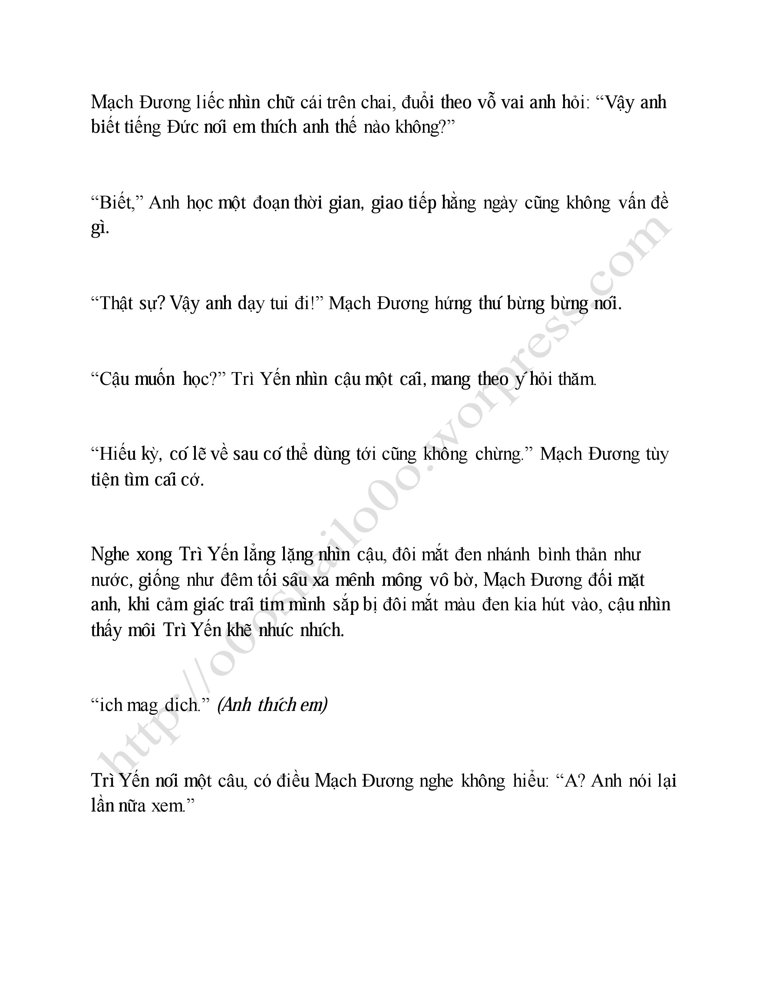 Mạch Đương liếc nhìn chữ cái trên chai, đuổi theo vỗ vai anh hỏi: “Vậy anh
biết tiếng Đức nói em thích anh thế nào không?”
“Biết,” Anh học một đoạn thời gian, giao tiếp hằng ngày cũng không vấn đề
gì.
“Thật sự? Vậy anh dạy tui đi!” Mạch Đương hứng thú bừng bừng nói.
“Cậu muốn học?” Trì Yến nhìn cậu một cái, mang theo ý hỏi thăm.
“Hiếu kỳ, có lẽ về sau có thể dùng tới cũng không chừng.” Mạch Đương tùy
tiện tìm cái cớ.
Nghe xong Trì Yến lẳng lặng nhìn cậu, đôi mắt đen nhánh bình thản như
nước, giống như đêm tối sâu xa mênh mông vô bờ, Mạch Đương đối mặt
anh, khi cảm giác trái tim mình sắp bị đôi mắt màu đen kia hút vào, cậu nhìn
thấy môi Trì Yến khẽ nhúc nhích.
“ich mag dich.” (Anh thích em)
Trì Yến nói một câu, có điều Mạch Đương nghe không hiểu: “A? Anh nói lại
lần nữa xem.”
http://o0osnailo0o.worpress.com